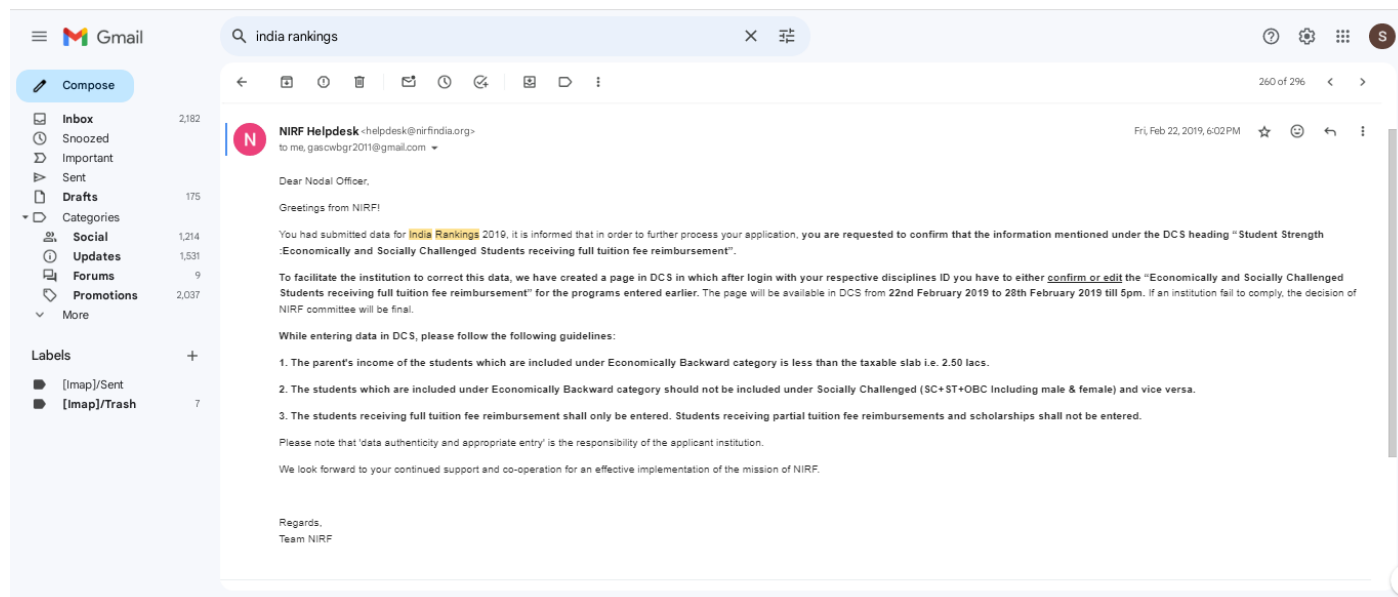 Gmail
india rankings
S
Compose
260 of 296
Inbox 2,182
Snoozed
Important
Sent
Drafts 175
Categories
Social 1,214
Updates 1,531
Forums 9
Promotions 2,037
More
Labels
[Imap]/Sent
[Imap]/Trash 7
N
NIRF Helpdesk <helpdesk@nirfindia.org>
Fri, Feb 22, 2019, 6:02 PM
to me, gascwbgr2011@gmail.com
Dear Nodal Officer,
Greetings from NIRF!
You had submitted data for India Rankings 2019, it is informed that in order to further process your application, you are requested to confirm that the information mentioned under the DCS heading “Student Strength
:Economically and Socially Challenged Students receiving full tuition fee reimbursement”.
To facilitate the institution to correct this data, we have created a page in DCS in which after login with your respective disciplines ID you have to either confirm or edit the “Economically and Socially Challenged
Students receiving full tuition fee reimbursement” for the programs entered earlier. The page will be available in DCS from 22nd February 2019 to 28th February 2019 till 5pm. If an institution fail to comply, the decision of
NIRF committee will be final.
While entering data in DCS, please follow the following guidelines:
1. The parent's income of the students which are included under Economically Backward category is less than the taxable slab i.e. 2.50 lacs.
2. The students which are included under Economically Backward category should not be included under Socially Challenged (SC+ST+OBC Including male & female) and vice versa.
3. The students receiving full tuition fee reimbursement shall only be entered. Students receiving partial tuition fee reimbursements and scholarships shall not be entered.
Please note that 'data authenticity and appropriate entry' is the responsibility of the applicant institution.
We look forward to your continued support and co-operation for an effective implementation of the mission of NIRF.
Regards,
Team NIRF